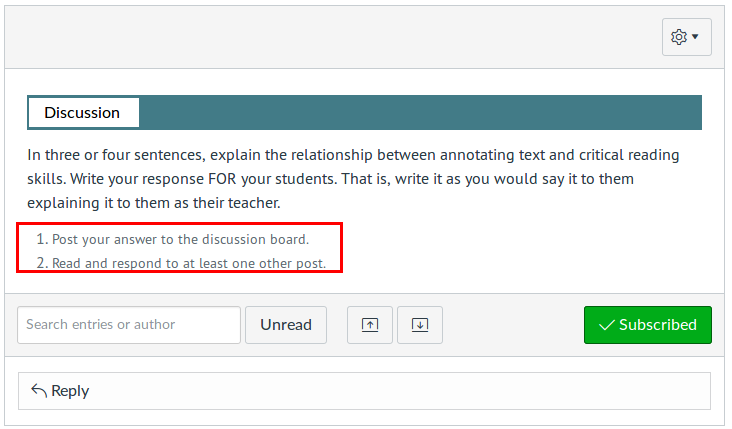 Discussion
In three or four sentences, explain the relationship between annotating text and critical reading
skills. Write your response FOR your students. That is, write it as you would say it to them
explaining it to them as their teacher.
1. Post your answer to the discussion board.
2. Read and respond to at least one other post.
Search entries or author
Unread
Subscribed
Reply